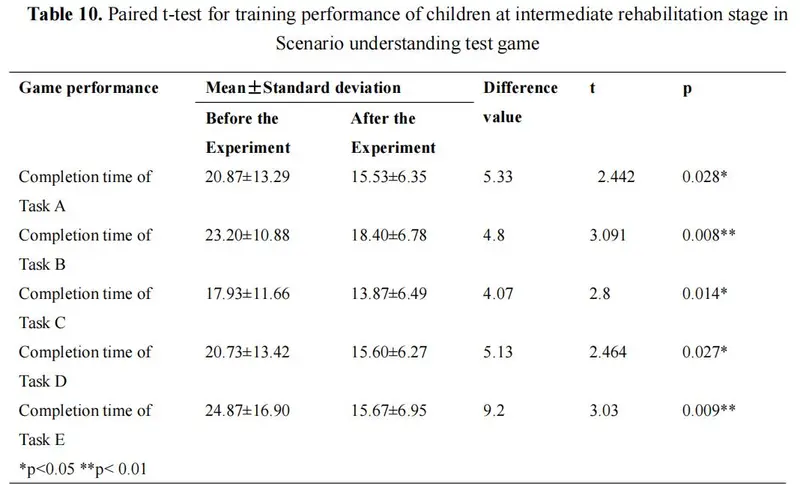 Table 10. Paired t-test for training performance of children at intermediate rehabilitation stage in
Scenario understanding test game
Game performance Mean±Standard deviation Difference value t p
Before the Experiment After the Experiment
Completion time of Task A 20.87±13.29 15.53±6.35 5.33 2.442 0.028*
Completion time of Task B 23.20±10.88 18.40±6.78 4.8 3.091 0.008**
Completion time of Task C 17.93±11.66 13.87±6.49 4.07 2.8 0.014*
Completion time of Task D 20.73±13.42 15.60±6.27 5.13 2.464 0.027*
Completion time of Task E 24.87±16.90 15.67±6.95 9.2 3.03 0.009**
*p<0.05 **p< 0.01